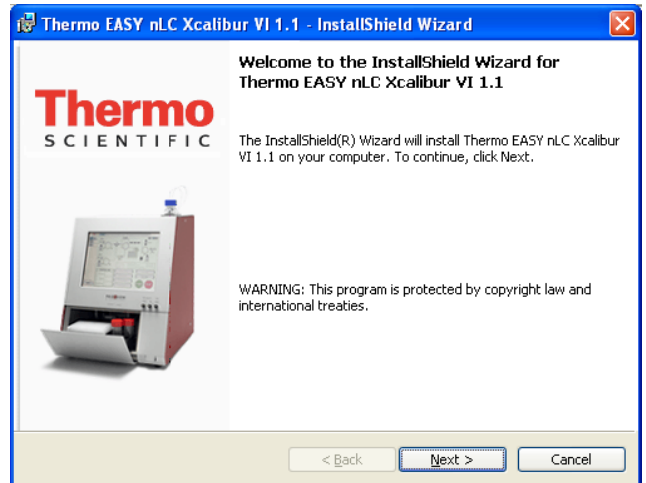 Thermo EASY nLC Xcalibur VI 1.1 - InstallShield Wizard
Welcome to the InstallShield Wizard for
Thermo EASY nLC Xcalibur VI 1.1
Thermo
SCIENTIFIC
The InstallShield(R) Wizard will install Thermo EASY nLC Xcalibur
VI 1.1 on your computer. To continue, click Next.
WARNING: This program is protected by copyright law and
international treaties.
< Back
Next >
Cancel